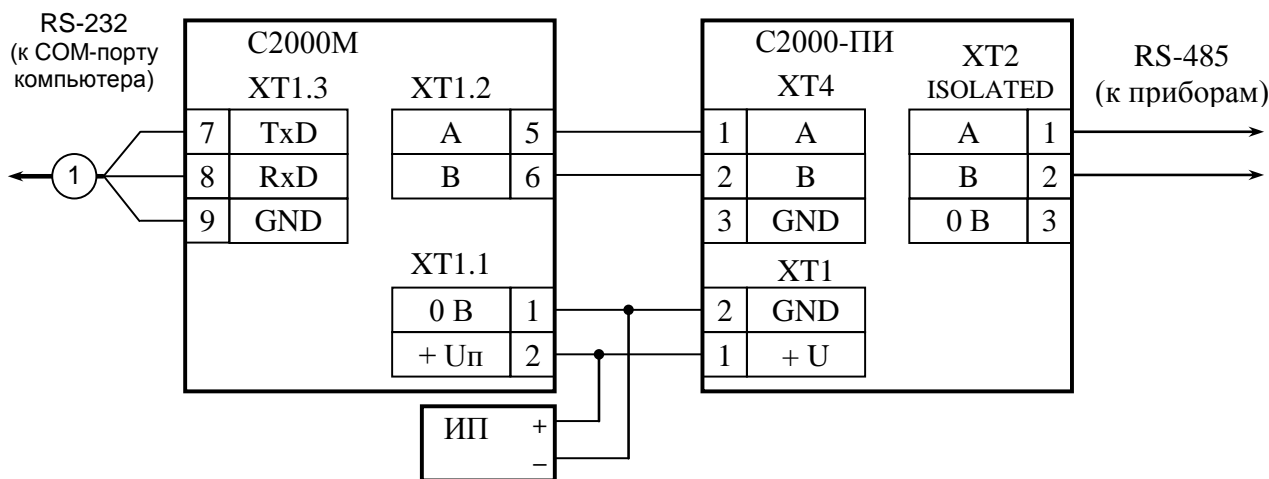 RS-232
(к COM-порту
компьютера)
С2000М
XT1.3
7 TxD
8 RxD
9 GND
XT1.2
A 5
B 6
XT1.1
0 В 1
+ Uп 2
1
ИП +
–
С2000-ПИ
XT4
1 A
2 B
3 GND
XT1
2 GND
1 + U
XT2
ISOLATED
A 1
B 2
0 В 3
RS-485
(к приборам)